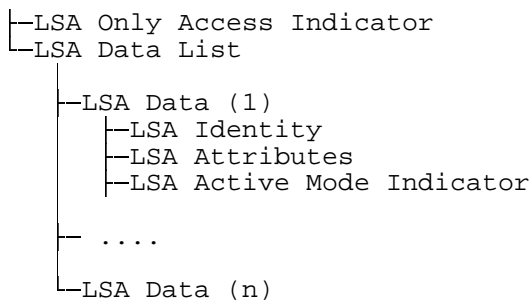 LSA Only Access Indicator
LSA Data List
LSA Data (1)
LSA Identity
LSA Attributes
LSA Active Mode Indicator
....
LSA Data (n)